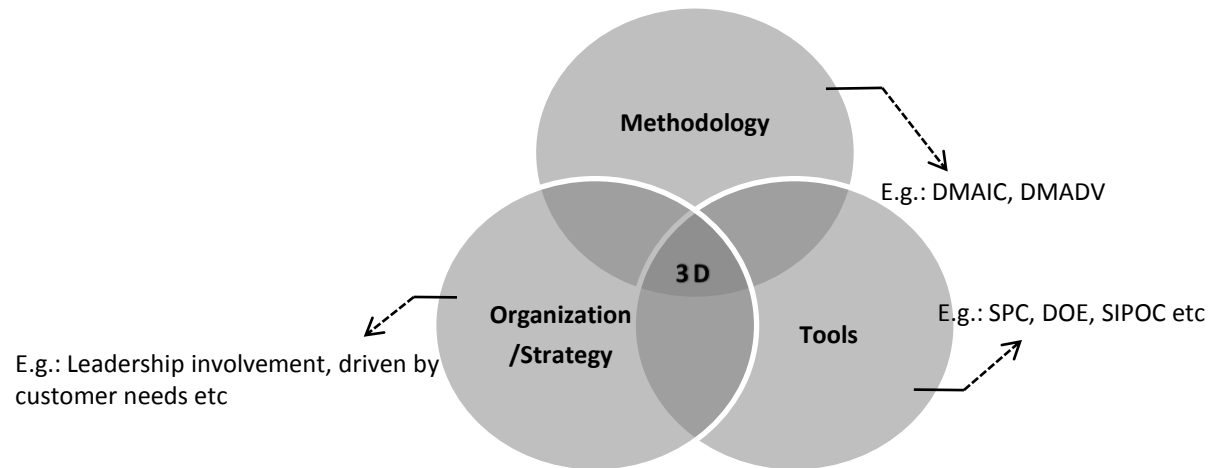 Methodology
E.g.: DMAIC, DMADV
3 D
Organization
/Strategy
Tools
E.g.: SPC, DOE, SIPOC etc
E.g.: Leadership involvement, driven by
customer needs etc